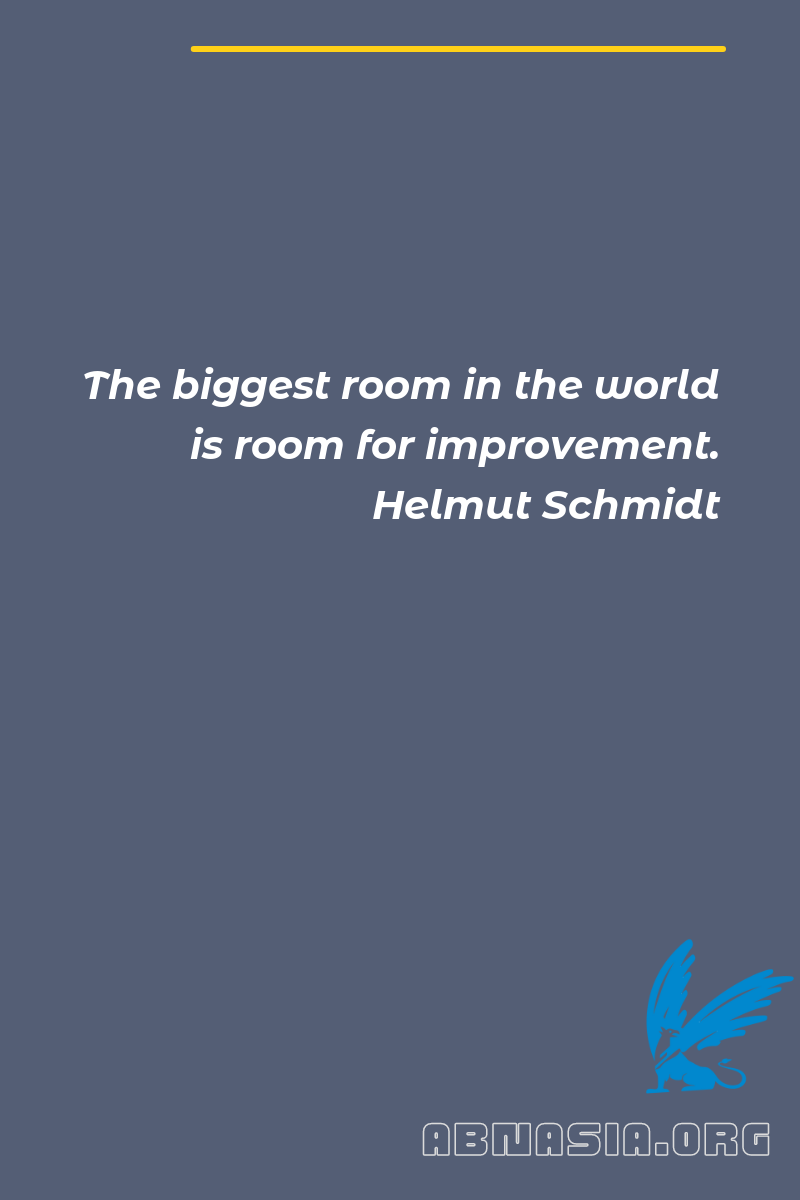 The biggest room in the world
is room for improvement.
Helmut Schmidt
ABNASIA.ORG